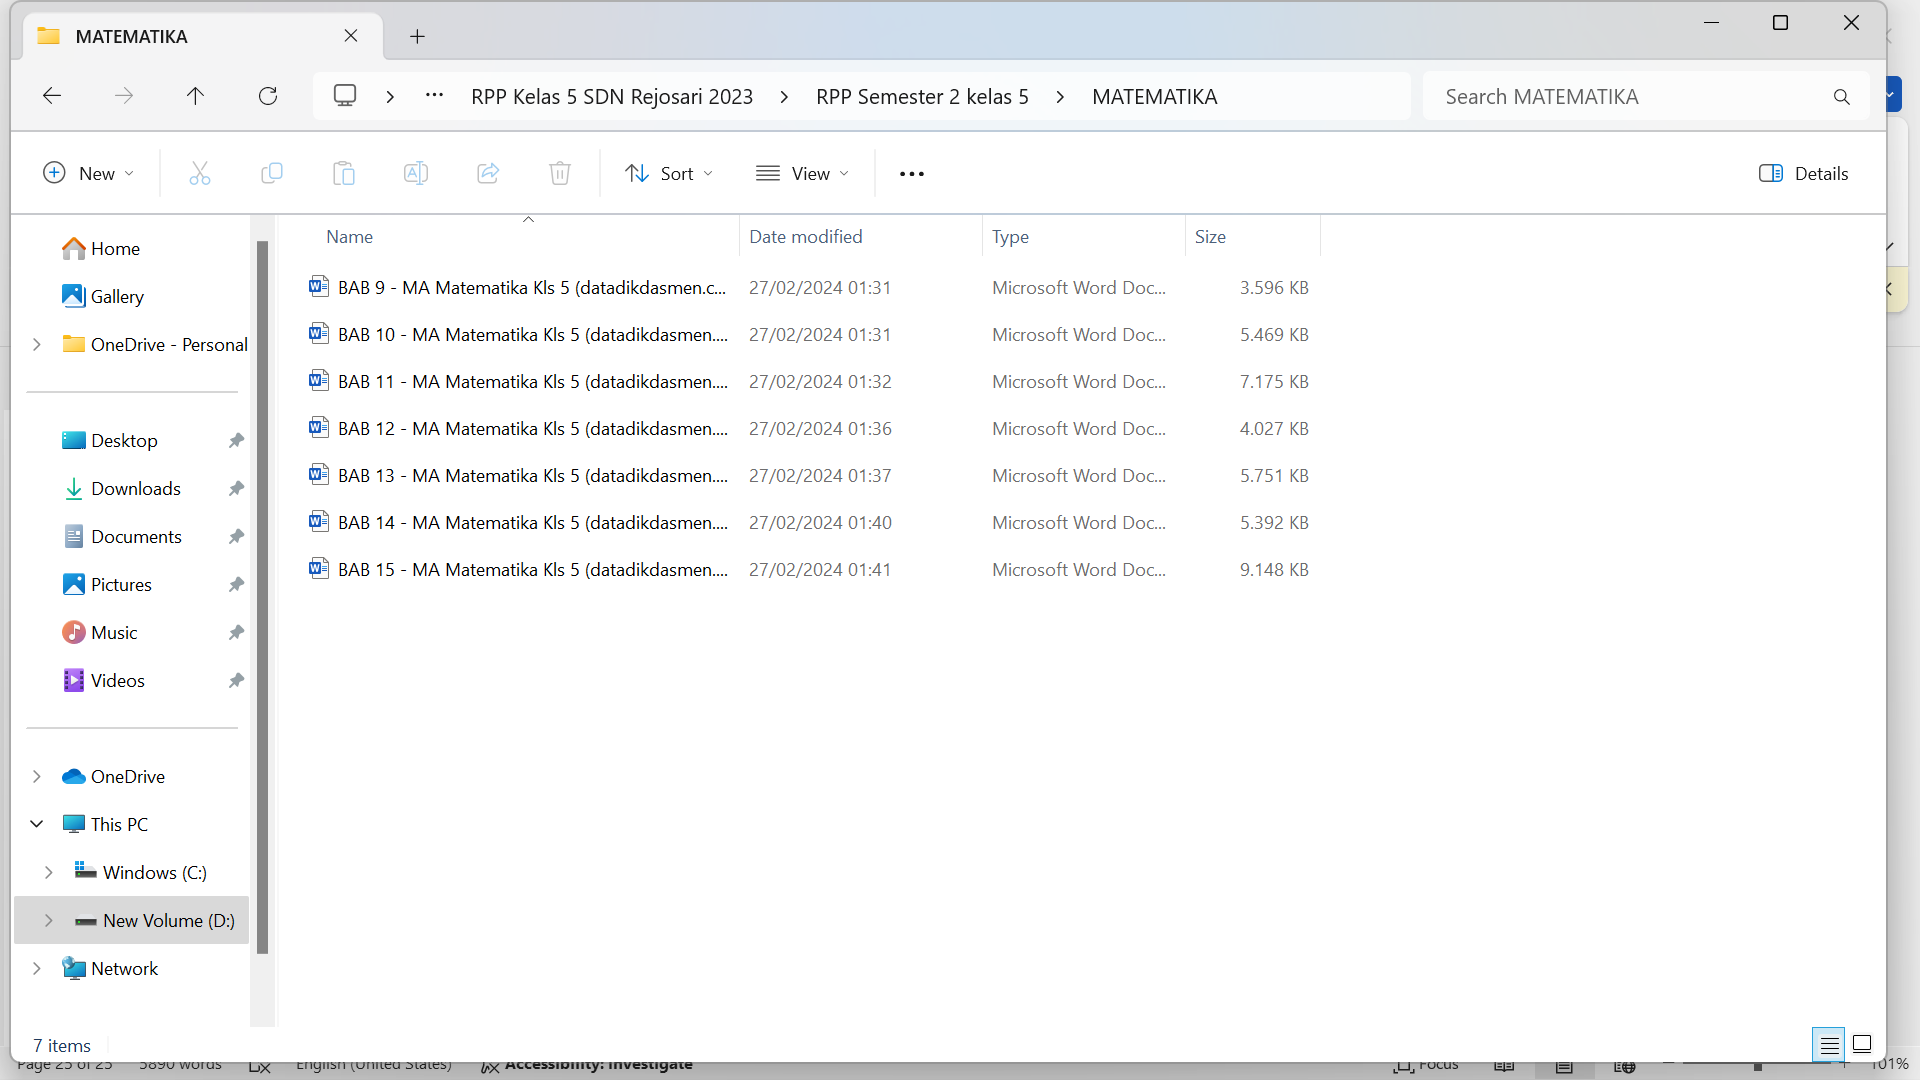 MATEMATIKA
RPP Kelas 5 SDN Rejosari 2023 > RPP Semester 2 kelas 5 > MATEMATIKA
Search MATEMATIKA
New
Sort
View
Details
Home
Gallery
OneDrive - Personal
Desktop
Downloads
Documents
Pictures
Music
Videos
OneDrive
This PC
Windows (C:)
New Volume (D:)
Network
Name Date modified Type Size
BAB 9 - MA Matematika Kls 5 (datadikdasmen.c... 27/02/2024 01:31 Microsoft Word Doc... 3.596 KB
BAB 10 - MA Matematika Kls 5 (datadikdasmen.... 27/02/2024 01:31 Microsoft Word Doc... 5.469 KB
BAB 11 - MA Matematika Kls 5 (datadikdasmen.... 27/02/2024 01:32 Microsoft Word Doc... 7.175 KB
BAB 12 - MA Matematika Kls 5 (datadikdasmen.... 27/02/2024 01:36 Microsoft Word Doc... 4.027 KB
BAB 13 - MA Matematika Kls 5 (datadikdasmen.... 27/02/2024 01:37 Microsoft Word Doc... 5.751 KB
BAB 14 - MA Matematika Kls 5 (datadikdasmen.... 27/02/2024 01:40 Microsoft Word Doc... 5.392 KB
BAB 15 - MA Matematika Kls 5 (datadikdasmen.... 27/02/2024 01:41 Microsoft Word Doc... 9.148 KB
7 items
Page 25 of 25 5890 words English (United States) Accessibility: Investigate Focus 101%